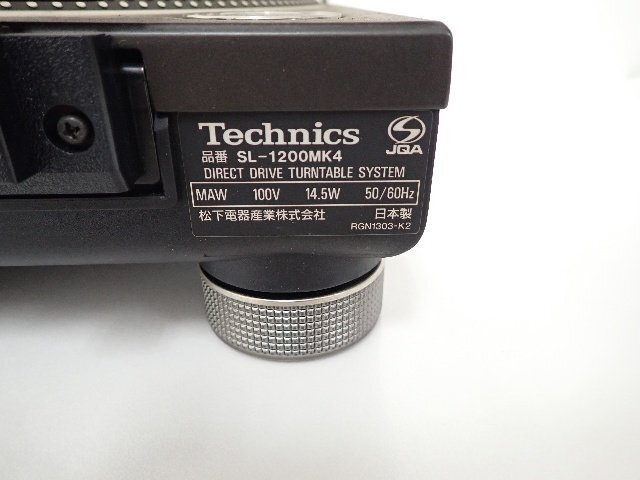 Technics
JQA
品番 SL-1200MK4
DIRECT DRIVE TURNTABLE SYSTEM
MAW 100V 14.5W 50/60Hz
松下電器産業株式会社 日本製
RGN1303-K2